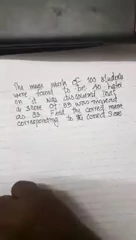 The mean mark of 100 students
were found to be 40 later
on it was discovered that
a score of 53 was misread
as 83. Find the correct mean
corresponding to the correct score